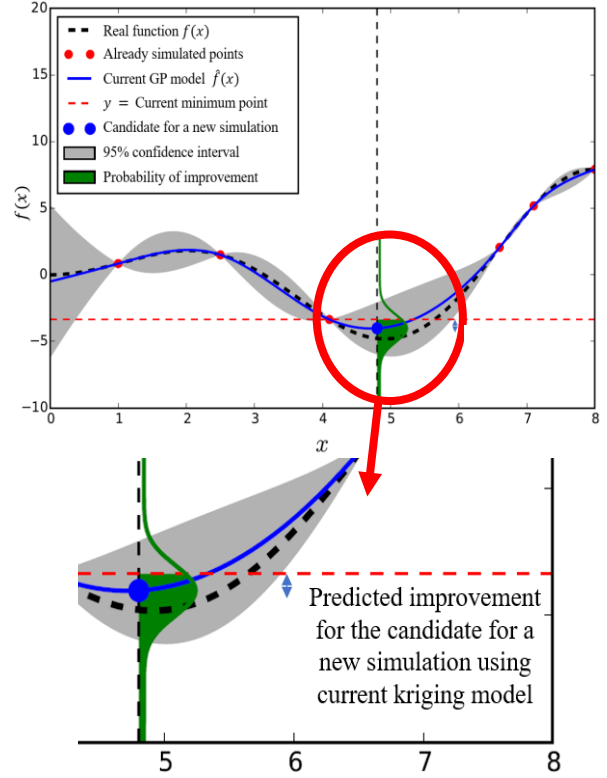 20
15
10
5
0
−5
−10
f(x)
Real function f(x)
Already simulated points
Current GP model f̂(x)
y = Current minimum point
Candidate for a new simulation
95% confidence interval
Probability of improvement
0 1 2 3 4 5 6 7 8
x
Predicted improvement
for the candidate for a
new simulation using
current kriging model
5 6 7 8